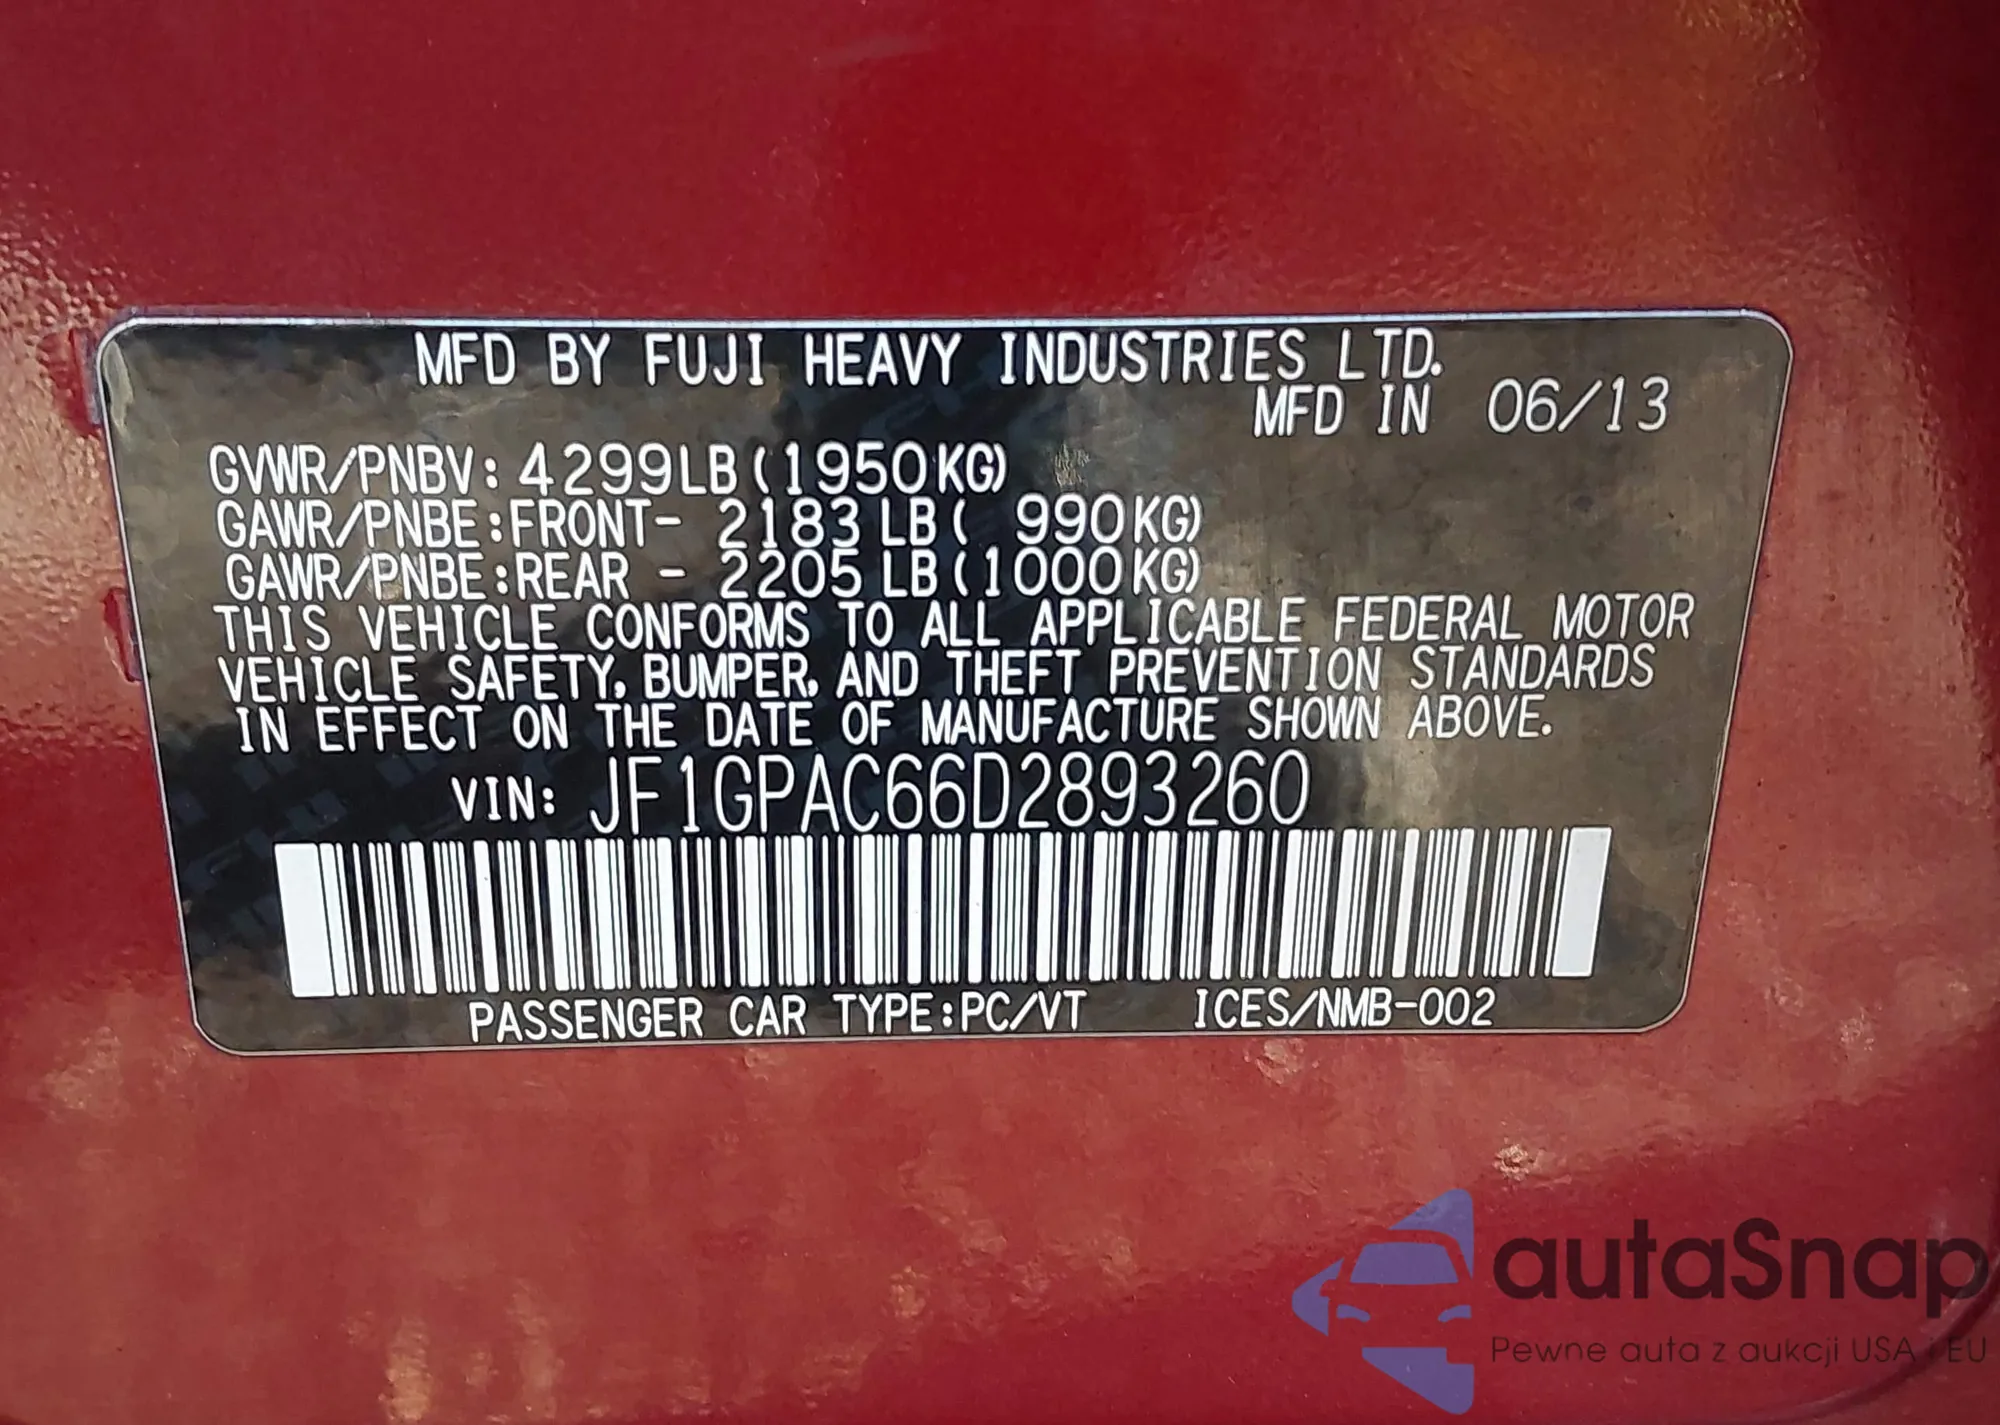 MFD BY FUJI HEAVY INDUSTRIES LTD.
MFD IN 06/13
GVWR/PNBV: 4299LB (1950KG)
GAWR/PNBE:FRONT- 2183 LB ( 990KG)
GAWR/PNBE:REAR - 2205 LB (1000KG)
THIS VEHICLE CONFORMS TO ALL APPLICABLE FEDERAL MOTOR
VEHICLE SAFETY, BUMPER, AND THEFT PREVENTION STANDARDS
IN EFFECT ON THE DATE OF MANUFACTURE SHOWN ABOVE.
VIN: JF1GPAC66D2893260
PASSENGER CAR TYPE:PC/VT ICES/NMB-002
autaSnap
Pewne auta z aukcji USA i EU